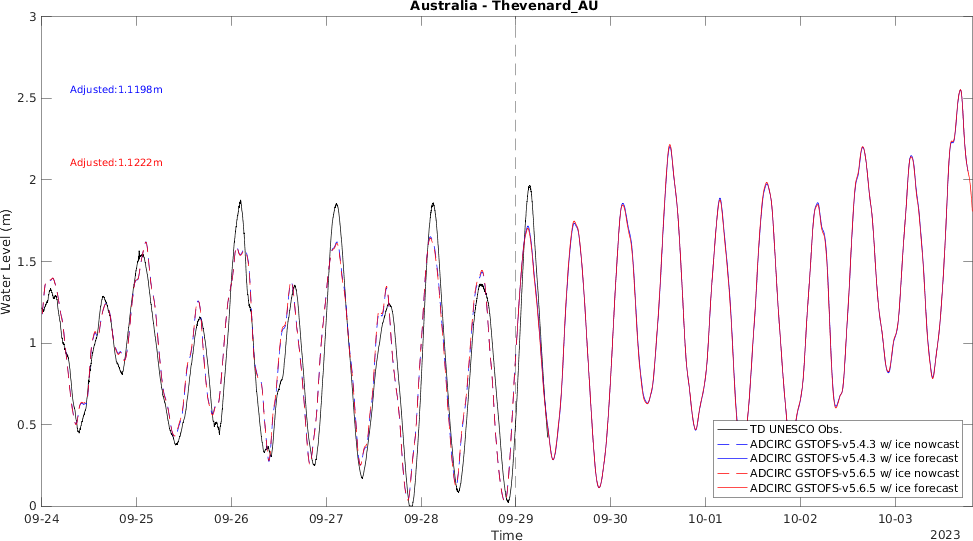 Australia - Thevenard_AU
3
2.5
2
1.5
1
0.5
0
Water Level (m)
Adjusted:1.1198m
Adjusted:1.1222m
TD UNESCO Obs.
ADCIRC GSTOFS-v5.4.3 w/ ice nowcast
ADCIRC GSTOFS-v5.4.3 w/ ice forecast
ADCIRC GSTOFS-v5.6.5 w/ ice nowcast
ADCIRC GSTOFS-v5.6.5 w/ ice forecast
09-24 09-25 09-26 09-27 09-28 09-29 09-30 10-01 10-02 10-03
Time
2023